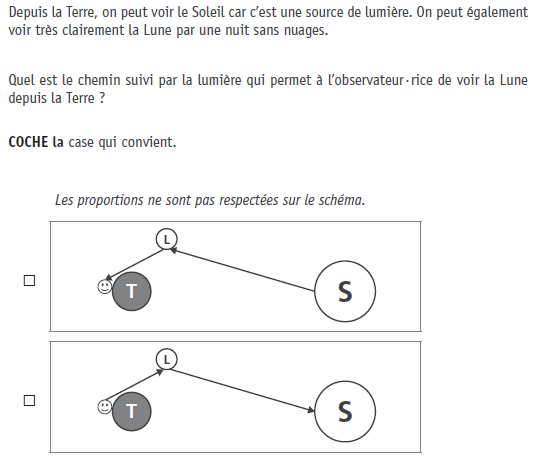 Depuis la Terre, on peut voir le Soleil car c’est une source de lumière. On peut également
voir très clairement la Lune par une nuit sans nuages.
Quel est le chemin suivi par la lumière qui permet à l’observateur·rice de voir la Lune
depuis la Terre ?
COCHE la case qui convient.
Les proportions ne sont pas respectées sur le schéma.
L
T
S
L
T
S